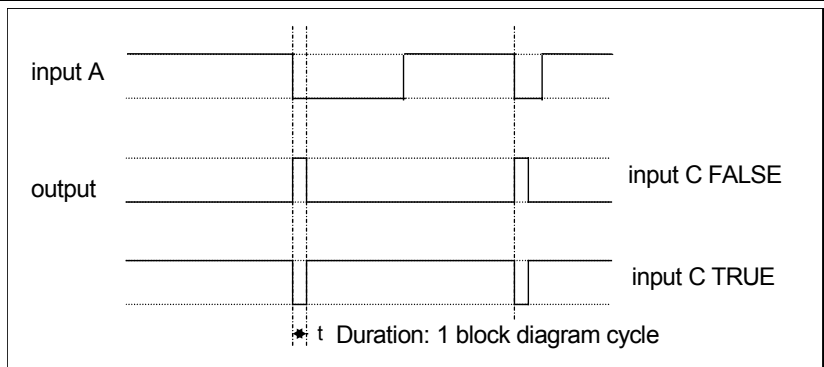 input A
output
input C FALSE
input C TRUE
t Duration: 1 block diagram cycle